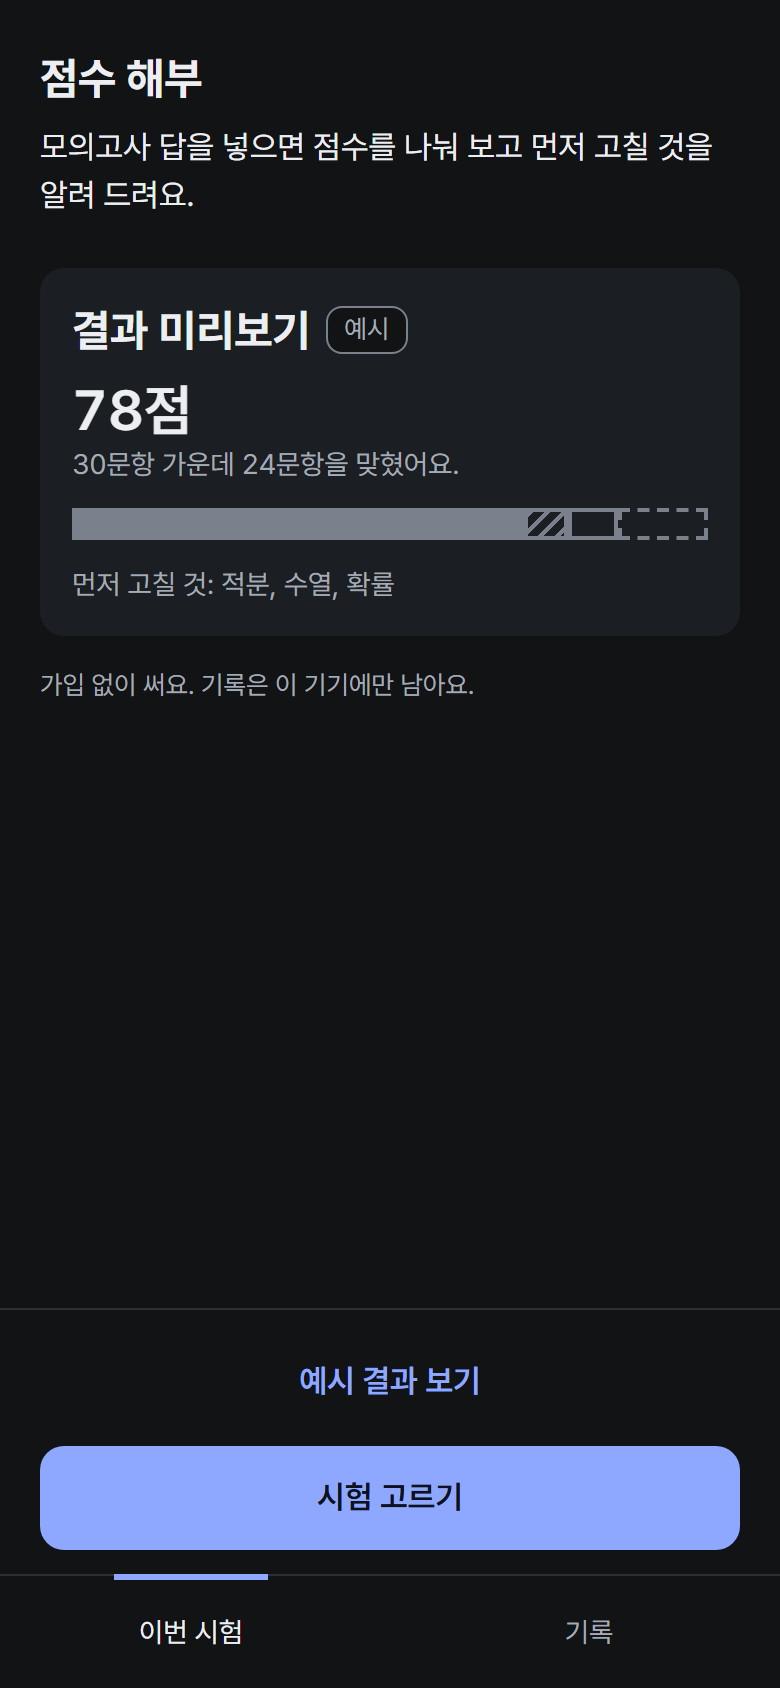 점수 해부
모의고사 답을 넣으면 점수를 나눠 보고 먼저 고칠 것을
알려 드려요.
결과 미리보기 예시
78점
30문항 가운데 24문항을 맞혔어요.
먼저 고칠 것: 적분, 수열, 확률
가입 없이 써요. 기록은 이 기기에만 남아요.
예시 결과 보기
시험 고르기
이번 시험 기록